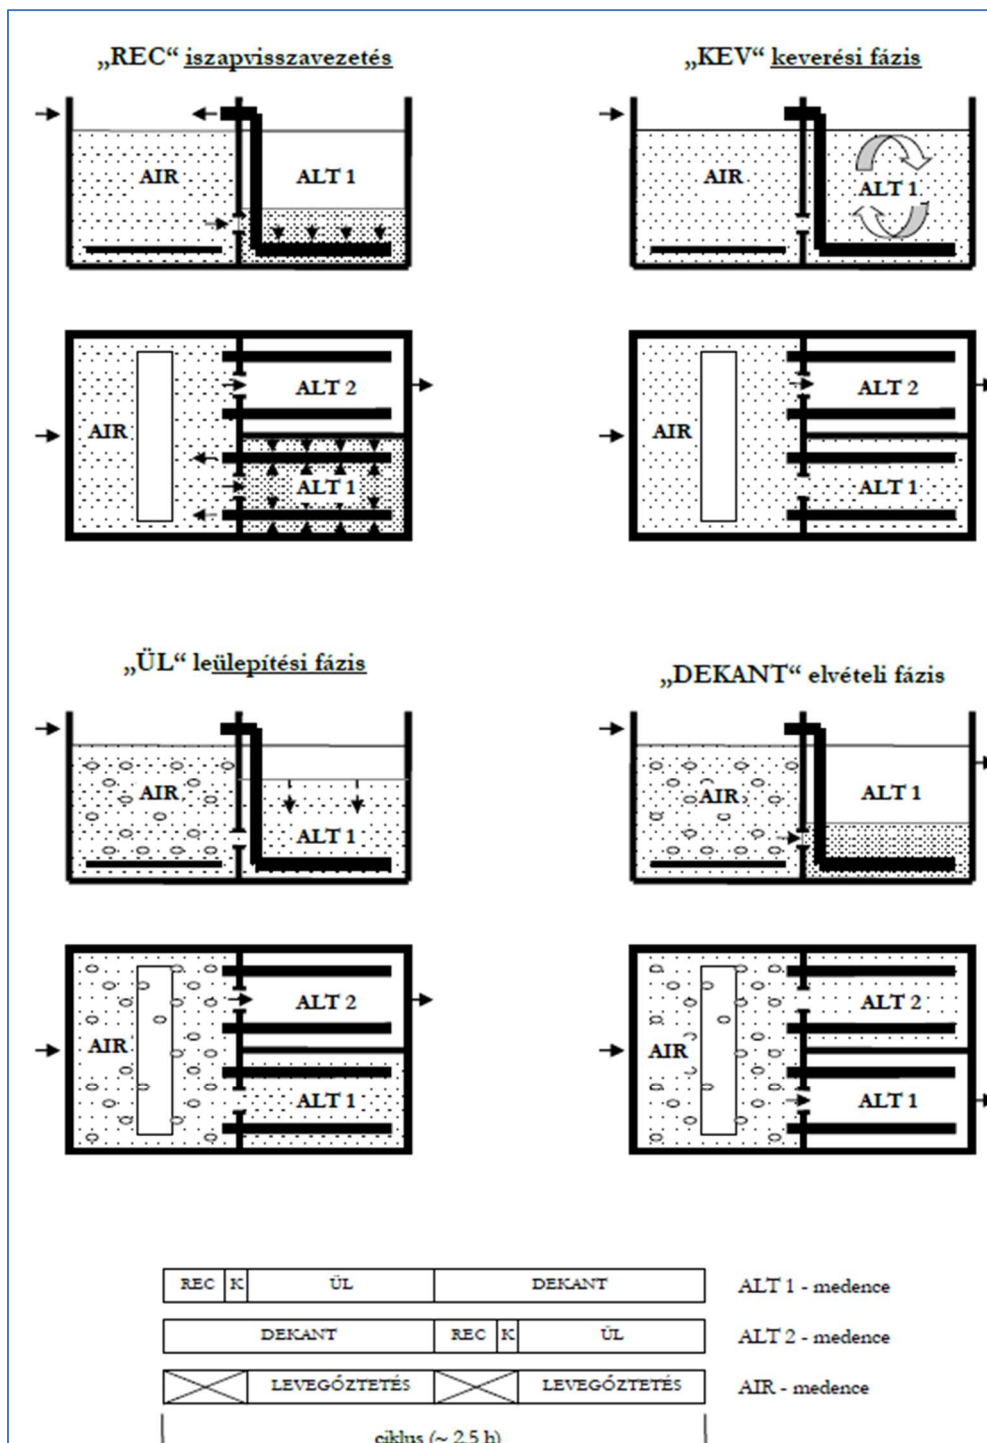 „REC“ iszapvisszavezetés
„KEV“ keverési fázis
AIR
ALT 1
AIR
ALT 1
AIR
ALT 2
ALT 1
AIR
ALT 2
ALT 1
„ÜL“ leülepítési fázis
„DEKANT“ elvételi fázis
AIR
ALT 1
AIR
ALT 1
AIR
ALT 2
ALT 1
AIR
ALT 2
ALT 1
REC K ÜL DEKANT ALT 1 - medence
DEKANT REC K ÜL ALT 2 - medence
LEVEGŐZTETÉS LEVEGŐZTETÉS AIR - medence
ciklus (~ 2.5 h)